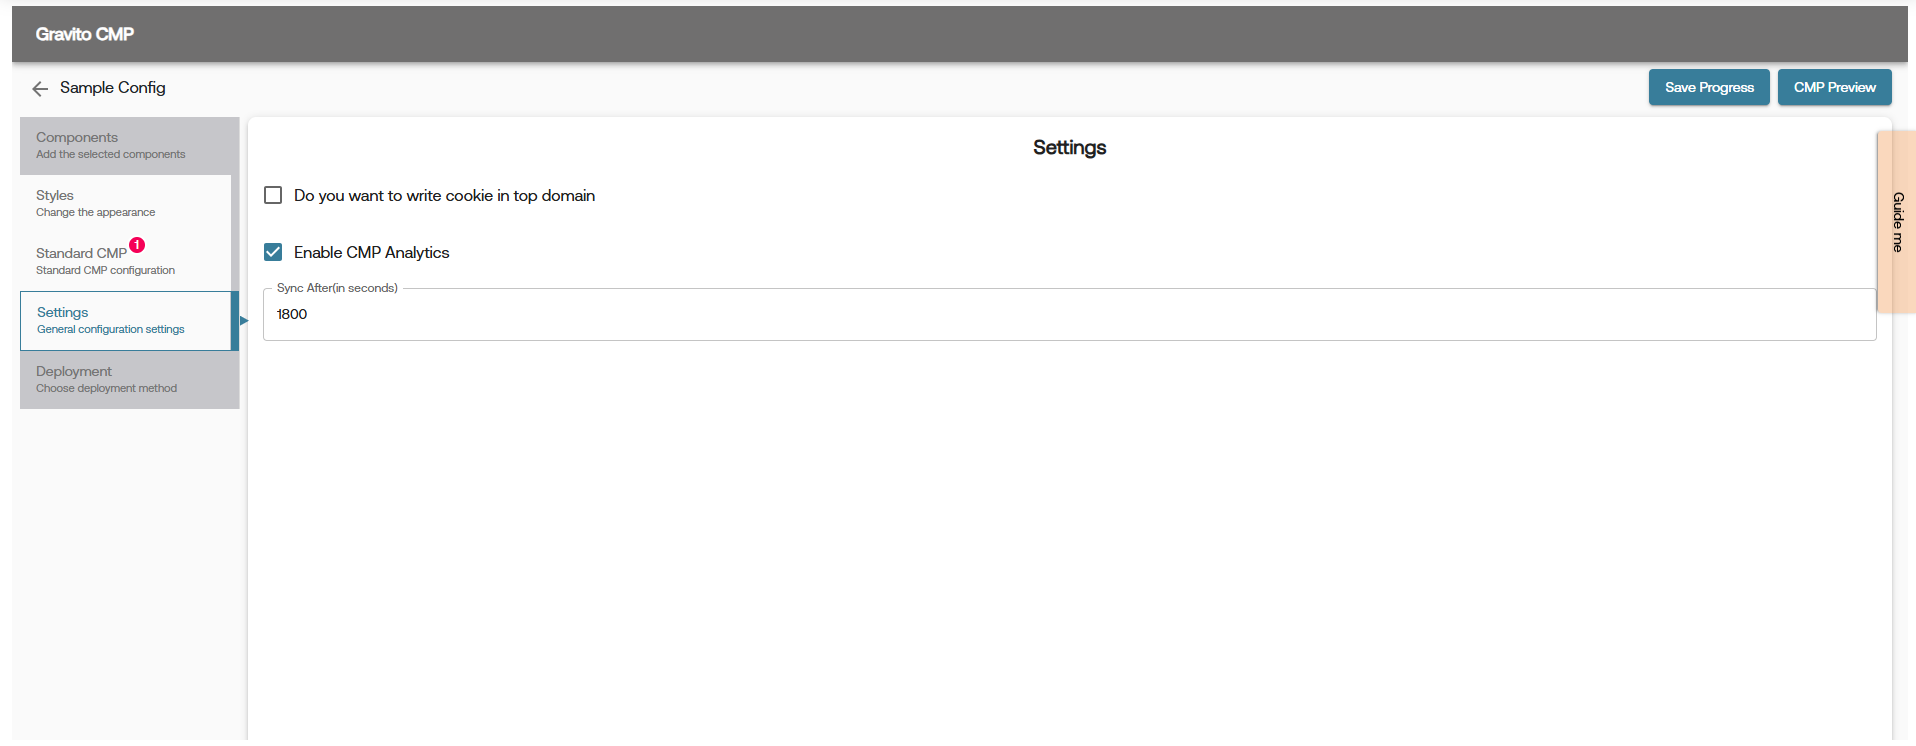 Gravito CMP
Sample Config
Save Progress
CMP Preview
Components
Add the selected components
Styles
Change the appearance
Standard CMP 1
Standard CMP configuration
Settings
General configuration settings
Deployment
Choose deployment method
Settings
Do you want to write cookie in top domain
Enable CMP Analytics
Sync After(in seconds)
1800
Guide me